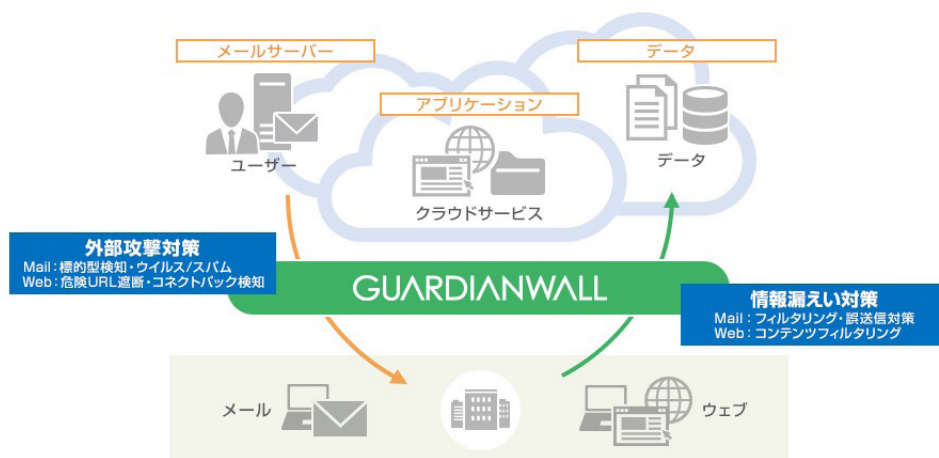 メールサーバー
データ
アプリケーション
ユーザー
データ
クラウドサービス
外部攻撃対策
Mail：標的型検知・ウイルス/スパム
Web：危険URL遮断・コネクトバック検知
GUARDIANWALL
情報漏えい対策
Mail：フィルタリング・誤送信対策
Web：コンテンツフィルタリング
メール
ウェブ